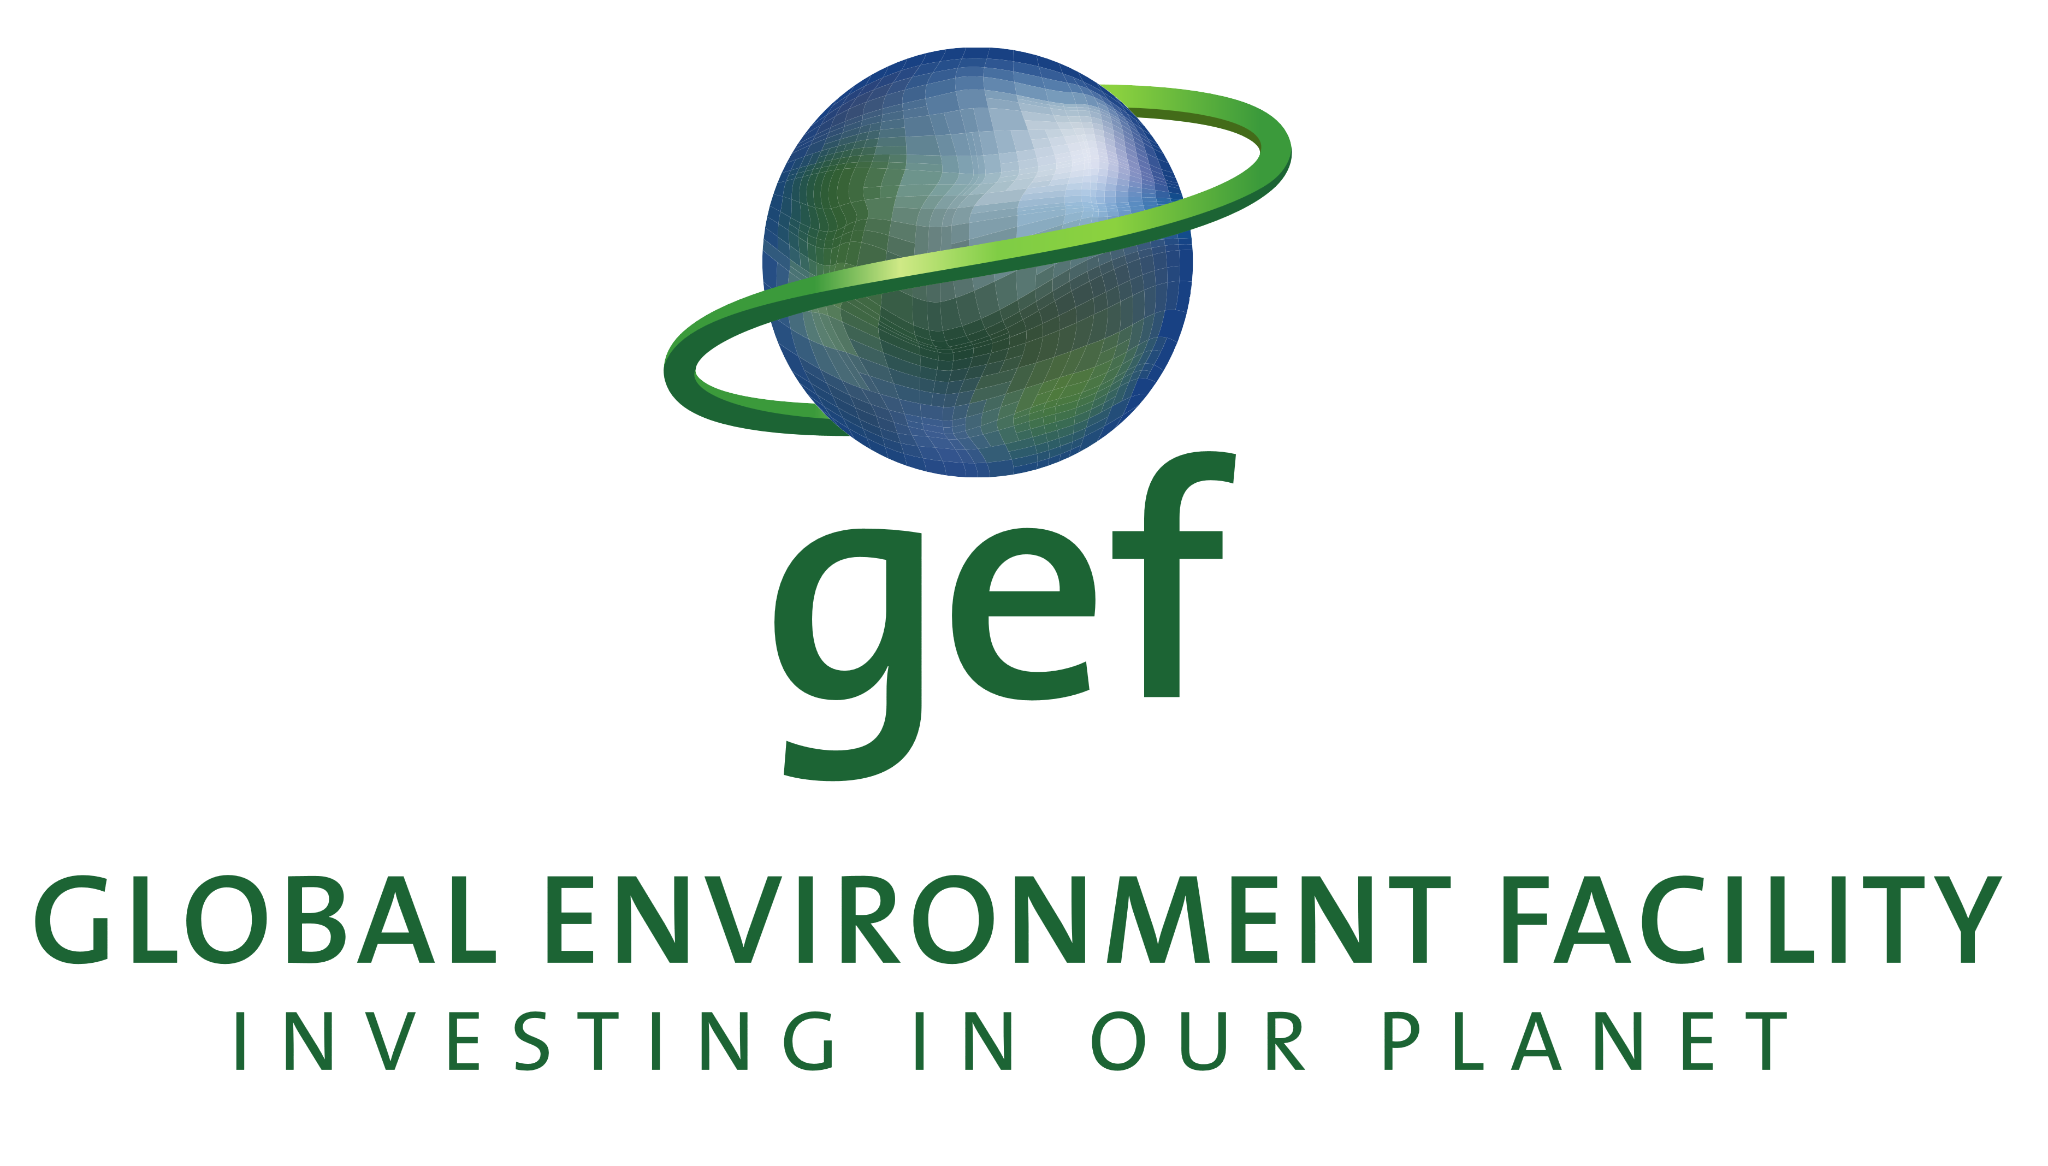 gef
GLOBAL ENVIRONMENT FACILITY
INVESTING IN OUR PLANET